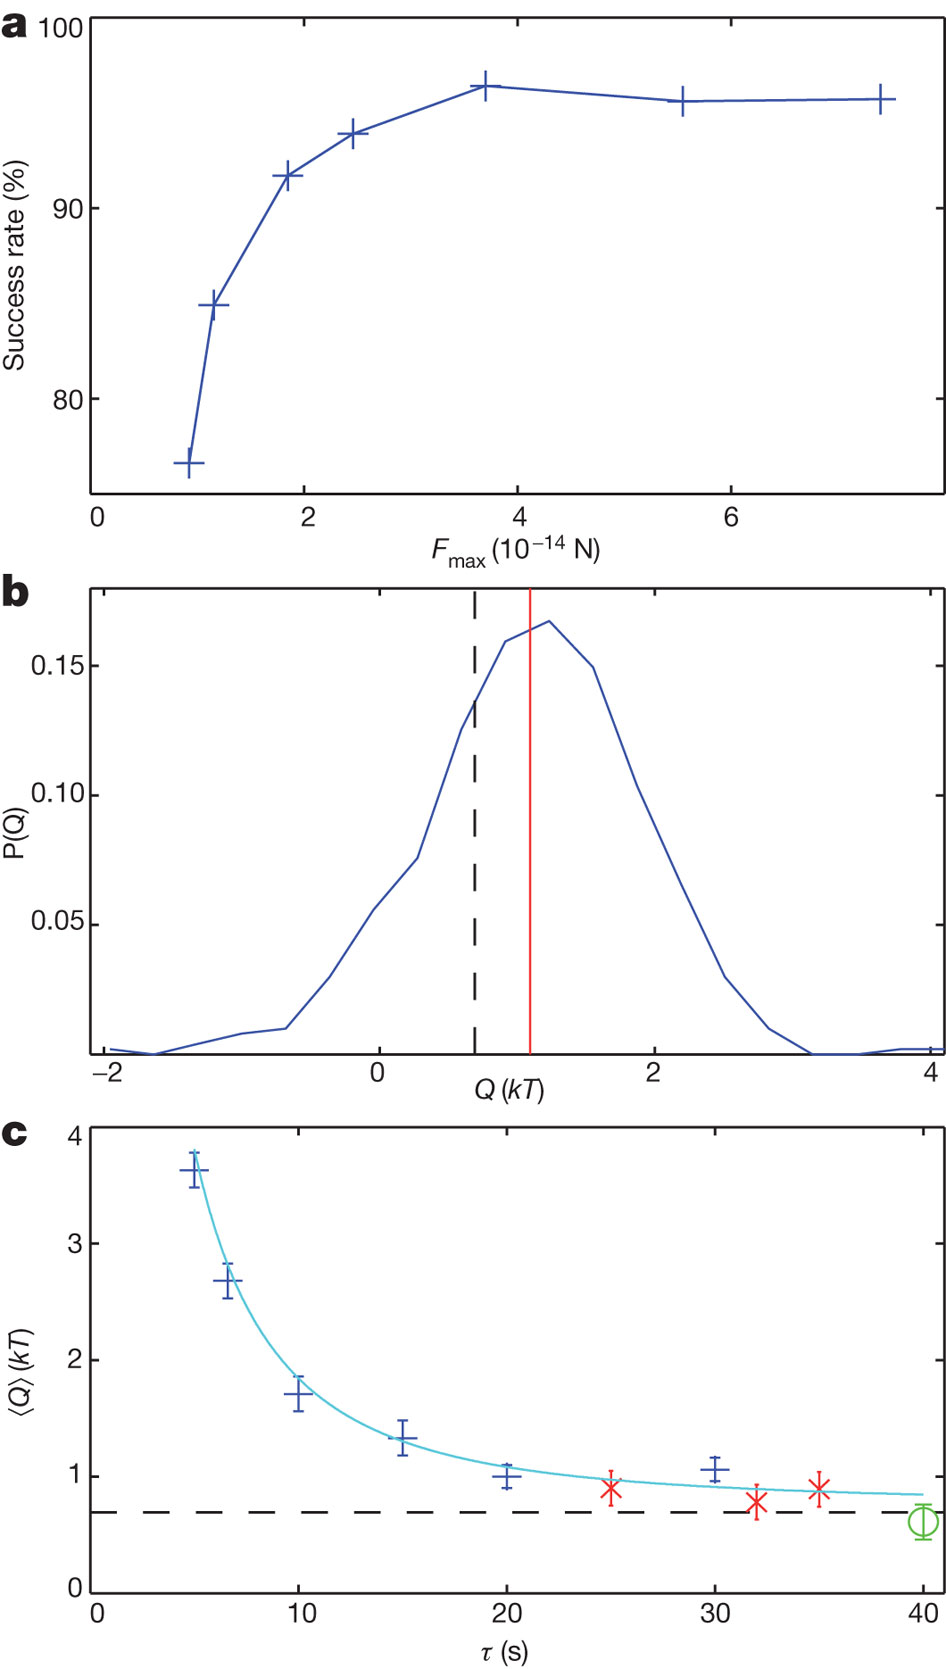 a
100
90
80
Success rate (%)
0 2 4 6
Fmax (10−14 N)
b
0.15
0.10
0.05
P(Q)
−2 0 2 4
Q (kT)
c
4
3
2
1
0
⟨Q⟩ (kT)
0 10 20 30 40
τ (s)